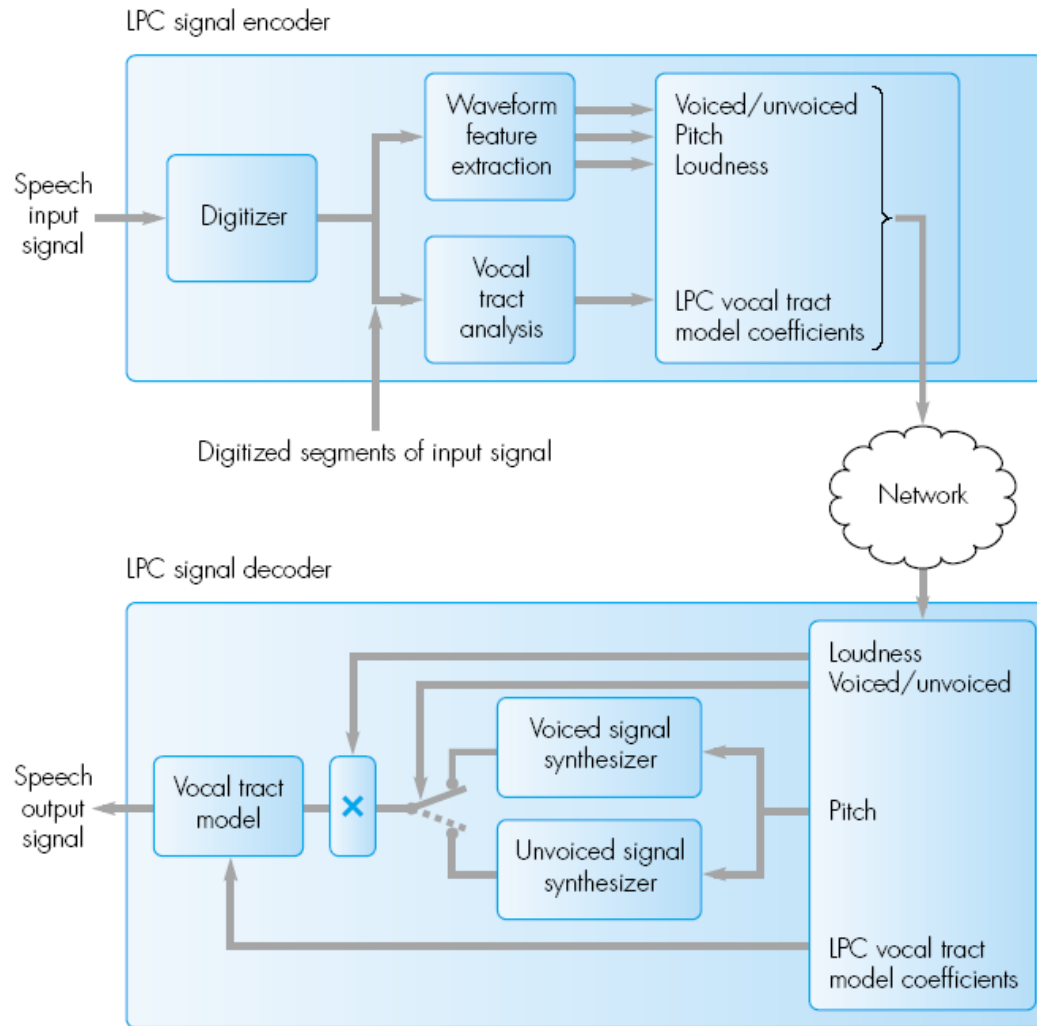 LPC signal encoder
Speech
input
signal
Digitizer
Waveform
feature
extraction
Vocal
tract
analysis
Voiced/unvoiced
Pitch
Loudness
LPC vocal tract
model coefficients
Digitized segments of input signal
Network
LPC signal decoder
Loudness
Voiced/unvoiced
Pitch
LPC vocal tract
model coefficients
Voiced signal
synthesizer
Unvoiced signal
synthesizer
×
Vocal tract
model
Speech
output
signal